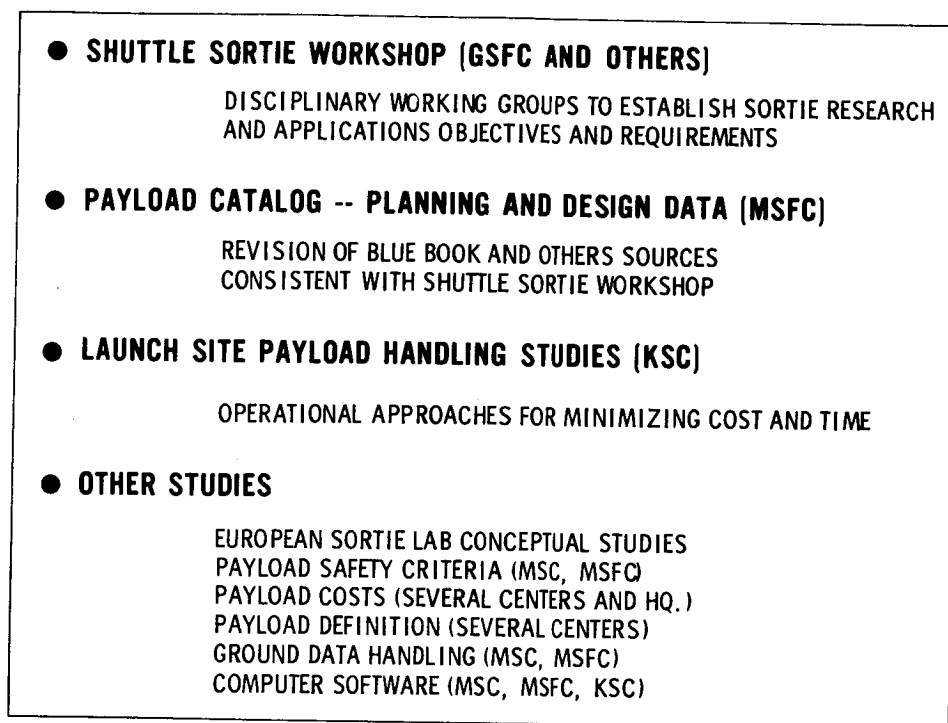 ● SHUTTLE SORTIE WORKSHOP (GSFC AND OTHERS)
DISCIPLINARY WORKING GROUPS TO ESTABLISH SORTIE RESEARCH
AND APPLICATIONS OBJECTIVES AND REQUIREMENTS
● PAYLOAD CATALOG -- PLANNING AND DESIGN DATA (MSFC)
REVISION OF BLUE BOOK AND OTHERS SOURCES
CONSISTENT WITH SHUTTLE SORTIE WORKSHOP
● LAUNCH SITE PAYLOAD HANDLING STUDIES (KSC)
OPERATIONAL APPROACHES FOR MINIMIZING COST AND TIME
● OTHER STUDIES
EUROPEAN SORTIE LAB CONCEPTUAL STUDIES
PAYLOAD SAFETY CRITERIA (MSC, MSFC)
PAYLOAD COSTS (SEVERAL CENTERS AND HQ.)
PAYLOAD DEFINITION (SEVERAL CENTERS)
GROUND DATA HANDLING (MSC, MSFC)
COMPUTER SOFTWARE (MSC, MSFC, KSC)